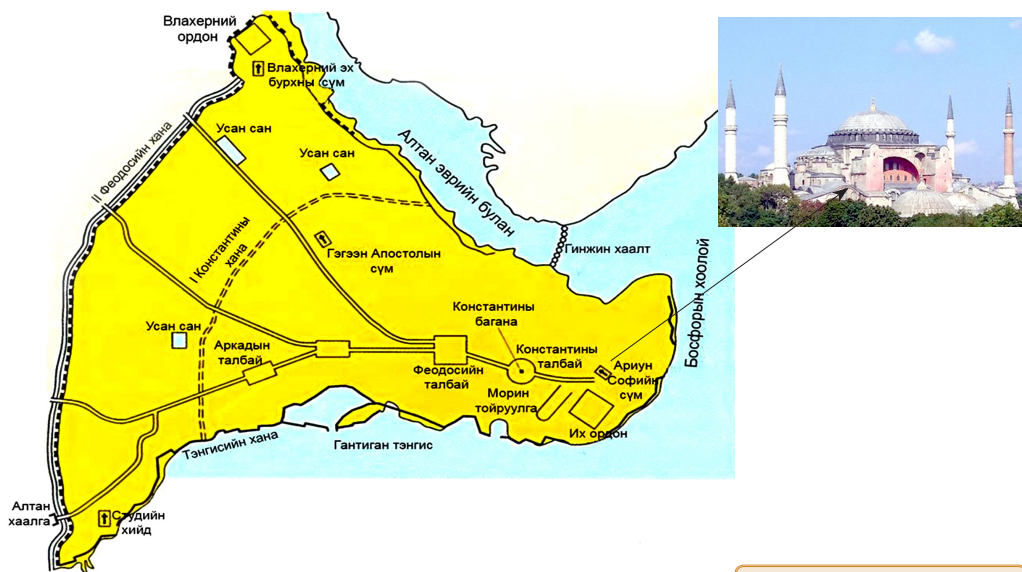 Влахерний
ордон
Влахерний эх
бурхны сүм
Усан сан
Усан сан
II Феодосийн хана
Алтан эврийн булан
I Константины
хана
Гэгээн Апостолын
сүм
Гинжин хаалт
Босфорын хоолой
Константины
багана
Усан сан
Аркадын
талбай
Феодосийн
талбай
Константины
талбай
Ариун
Софийн
сүм
Морин
тойруулга
Их ордон
Тэнгисийн хана
Гантиган тэнгис
Алтан
хаалга
Студийн
хийд